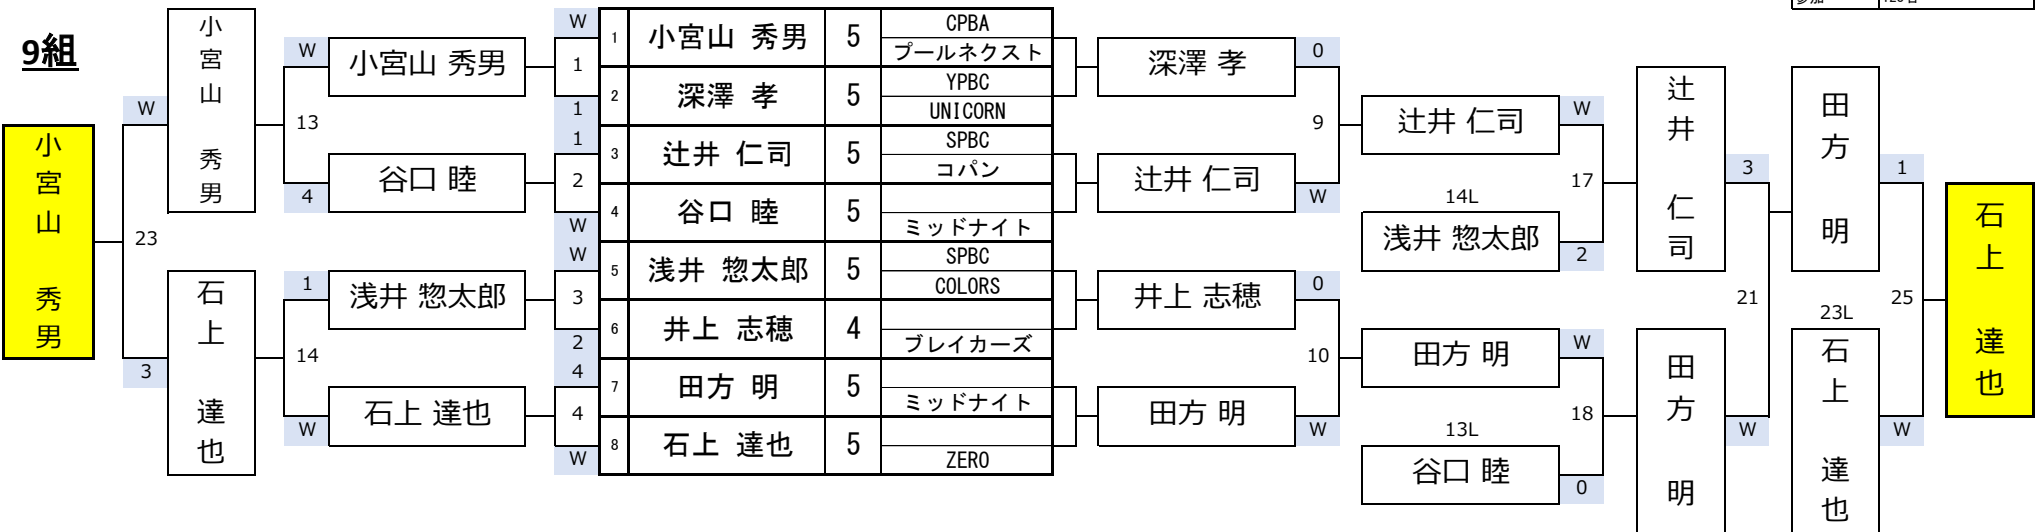 9組
小宮山 秀男
23
W
3
小宮山 秀男
石上 達也
W
13
4
1
14
W
小宮山 秀男
谷口 睦
浅井 惣太郎
石上 達也
W
1
1
1
2
W
W
3
2
4
4
W
1 小宮山 秀男 5 CPBA
プールネクスト
2 深澤 孝 5 YPBC
UNICORN
3 辻井 仁司 5 SPBC
コパン
4 谷口 睦 5
ミッドナイト
5 浅井 惣太郎 5 SPBC
COLORS
6 井上 志穂 4
ブレイカーズ
7 田方 明 5
ミッドナイト
8 石上 達也 5
ZERO
深澤 孝
辻井 仁司
井上 志穂
田方 明
0
9
W
0
10
W
辻井 仁司
14L
浅井 惣太郎
田方 明
13L
谷口 睦
W
17
2
W
18
0
辻井 仁司
田方 明
3
21
W
田方 明
23L
石上 達也
1
25
W
石上 達也